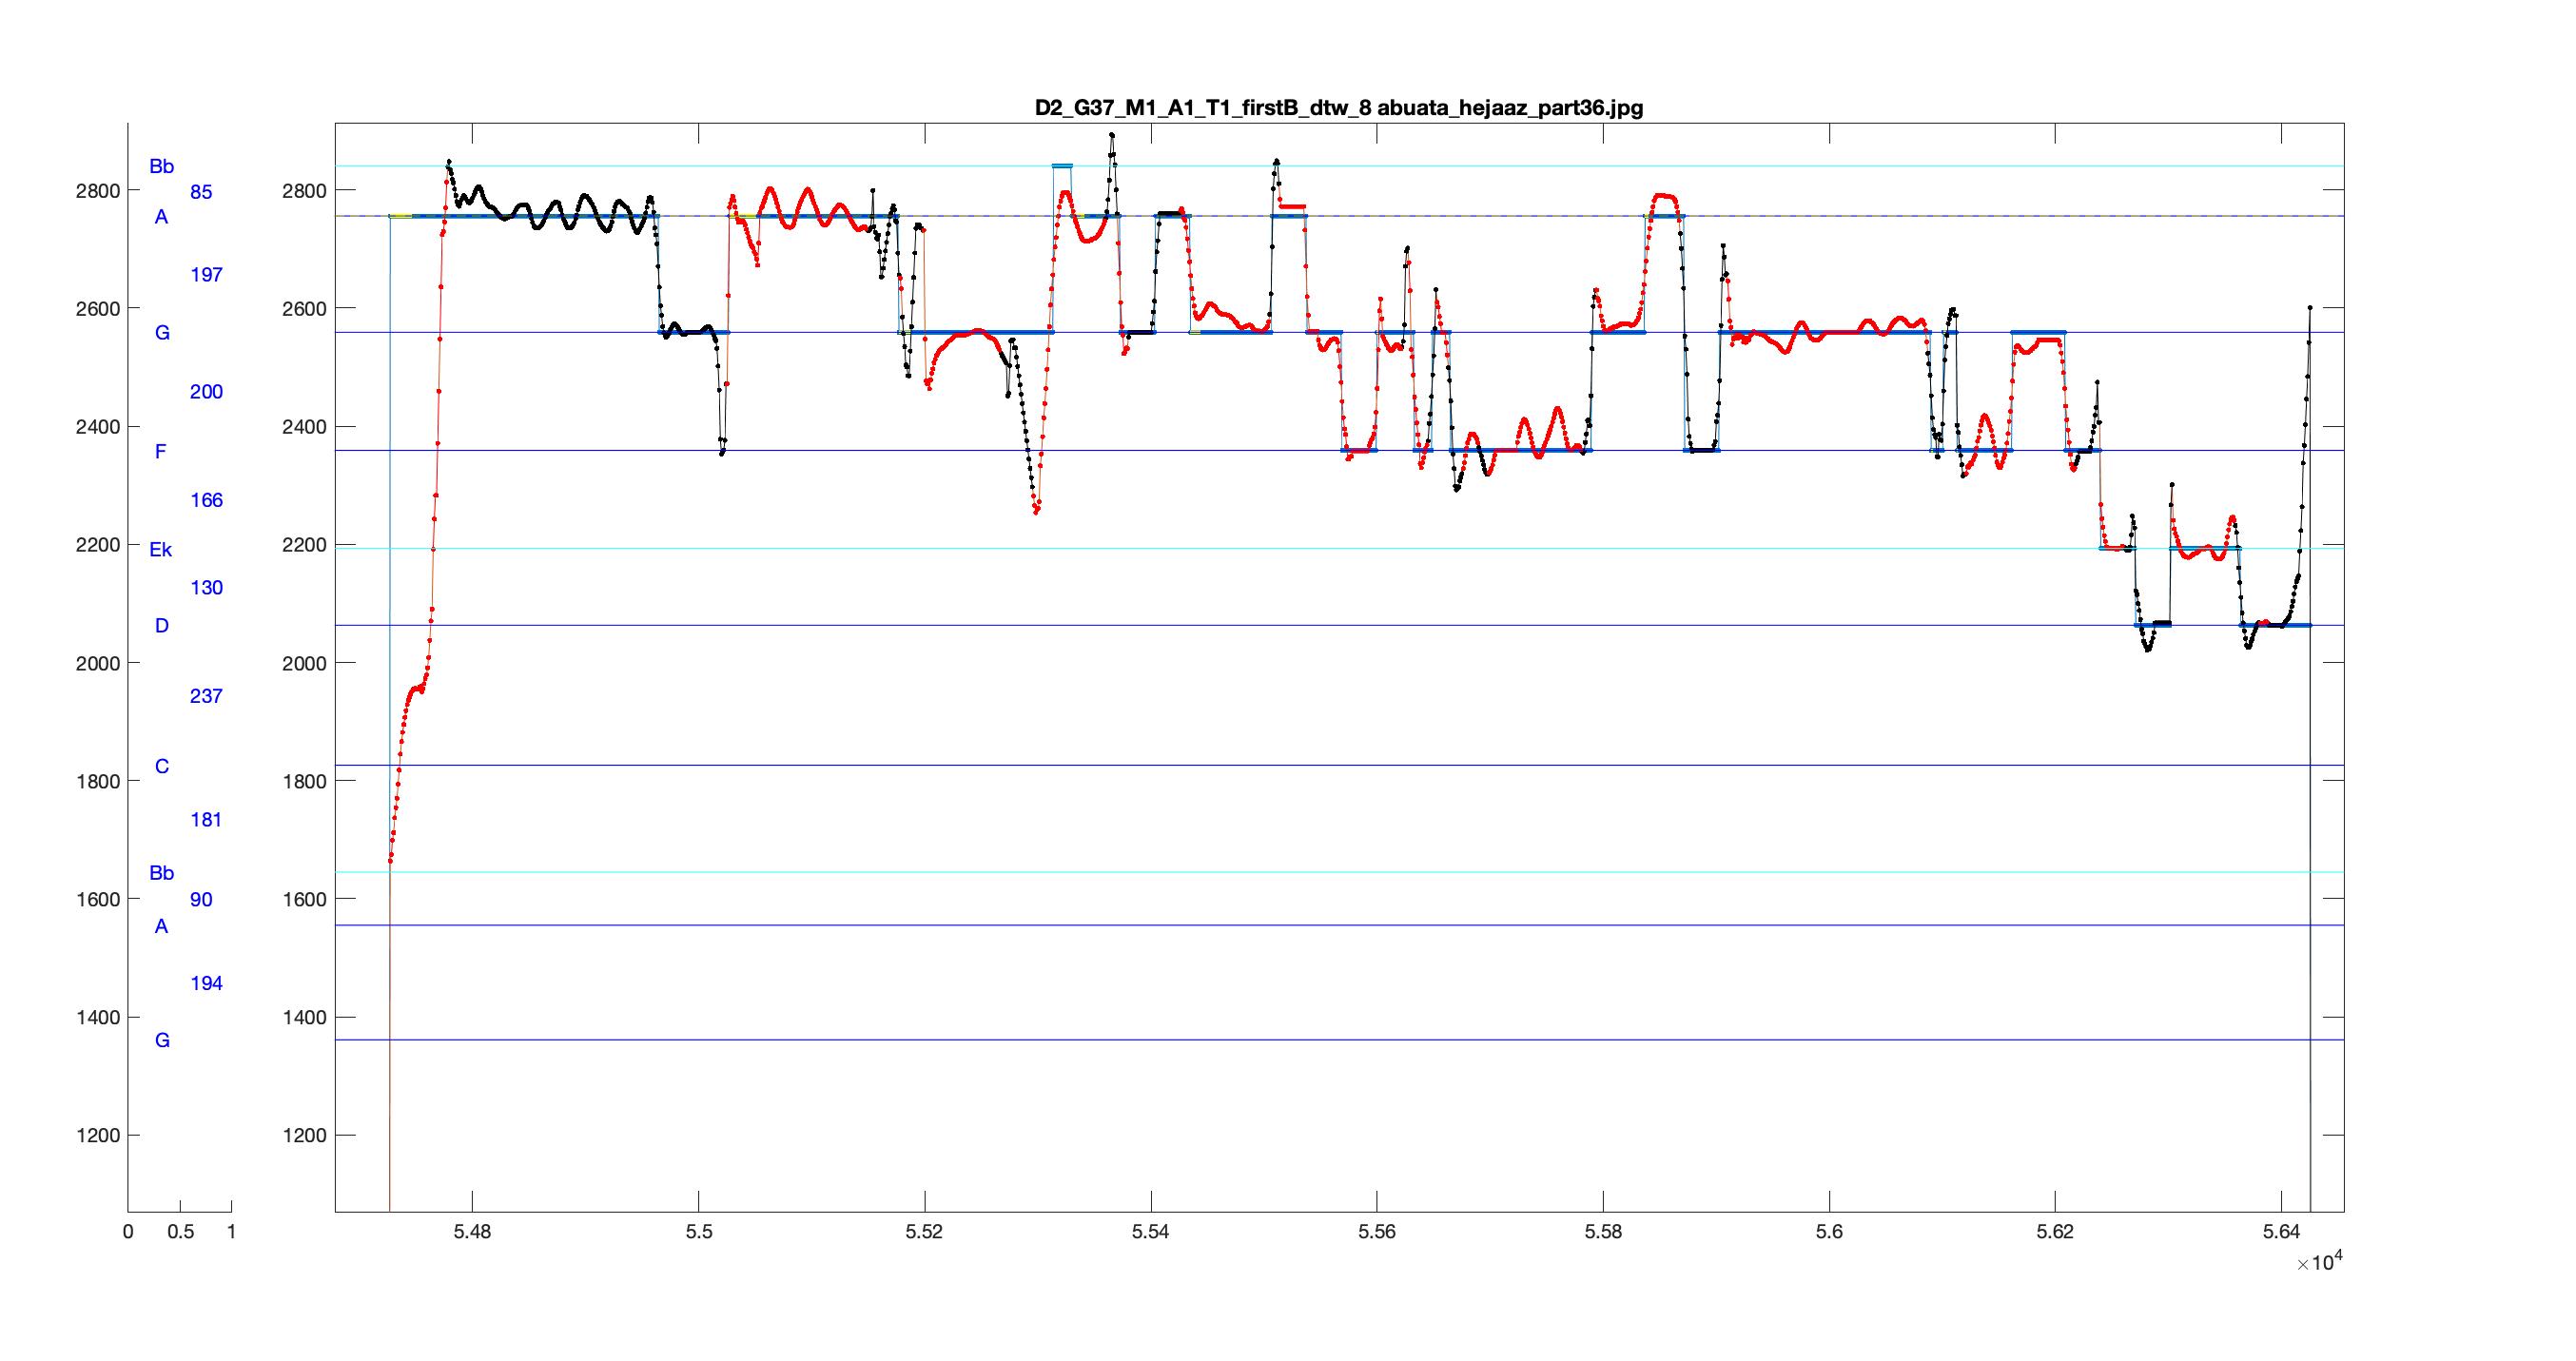 D2_G37_M1_A1_T1_firstB_dtw_8 abuata_hejaaz_part36.jpg
Bb
2800 85 2800
A
197
2600 2600
G
200
2400 2400
F
166
2200 Ek 2200
130
D
2000 2000
237
C
1800 1800
181
Bb
1600 90 1600
A
194
1400 1400
G
1200 1200
0 0.5 1 5.48 5.5 5.52 5.54 5.56 5.58 5.6 5.62 5.64
×10^4